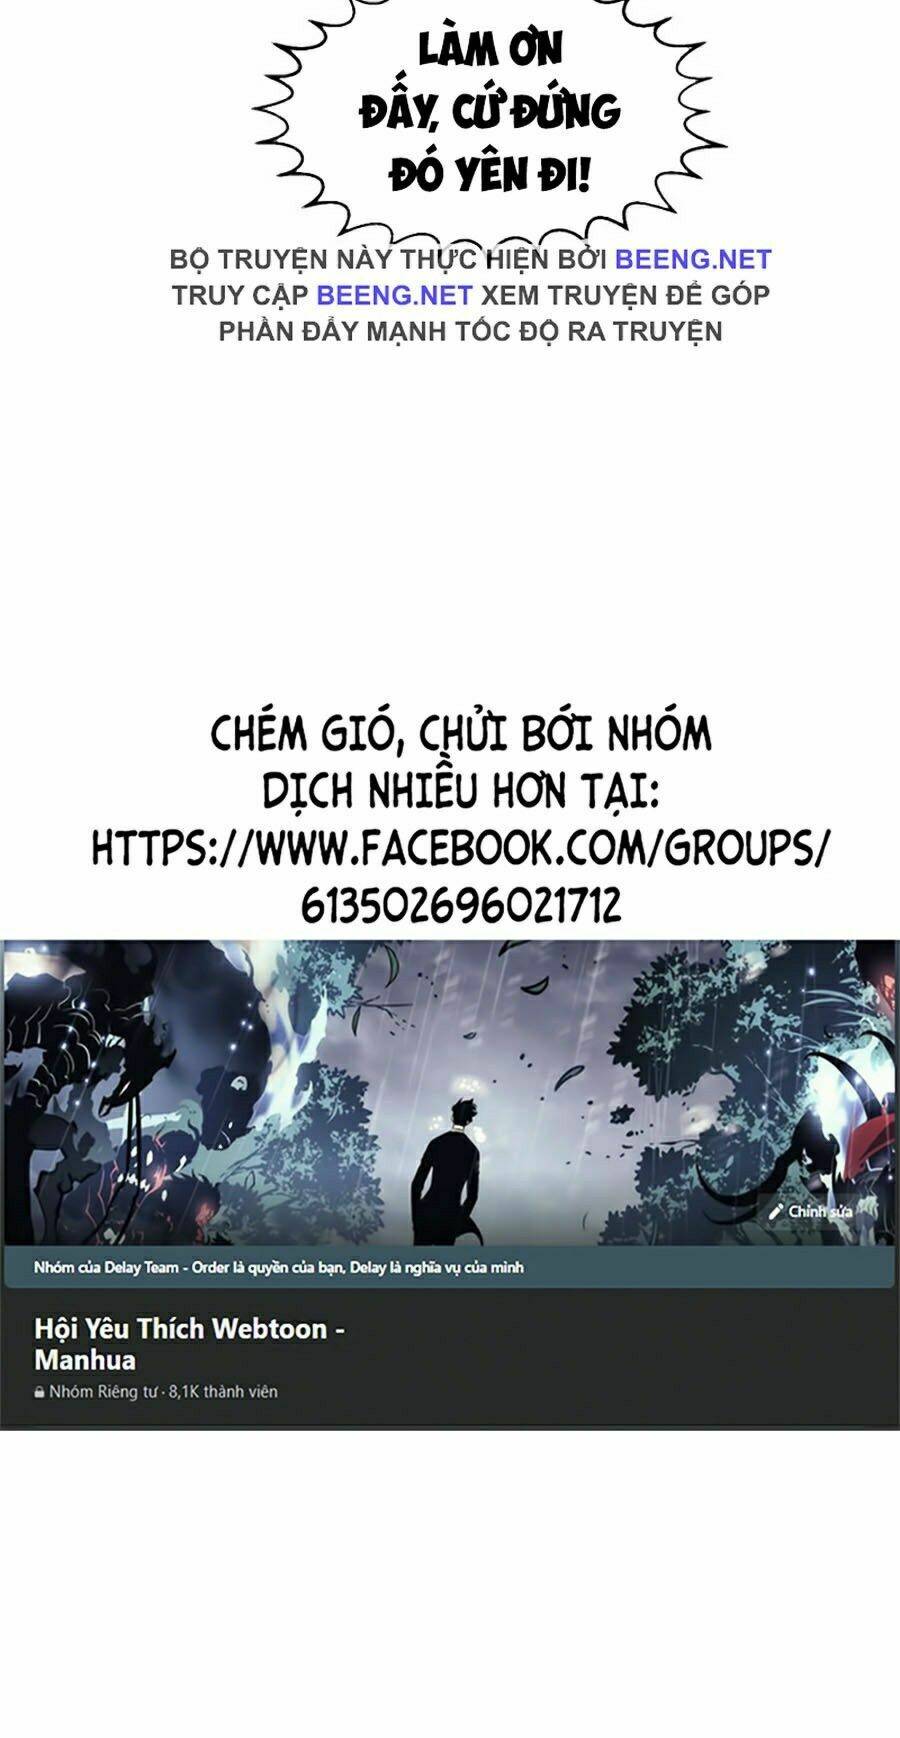 LÀM ƠN
ĐẤY, CỨ ĐỨNG
ĐÓ YÊN ĐI!
BỘ TRUYỆN NÀY THỰC HIỆN BỞI BEENG.NET
TRUY CẬP BEENG.NET XEM TRUYỆN ĐỂ GÓP
PHẦN ĐẨY MẠNH TỐC ĐỘ RA TRUYỆN
CHÉM GIÓ, CHỬI BỚI NHÓM
DỊCH NHIỀU HƠN TẠI:
HTTPS://WWW.FACEBOOK.COM/GROUPS/
613502696021712
Chỉnh sửa
Nhóm của Delay Team - Order là quyền của bạn, Delay là nghĩa vụ của mình
Hội Yêu Thích Webtoon -
Manhua
Nhóm Riêng tư · 8,1K thành viên